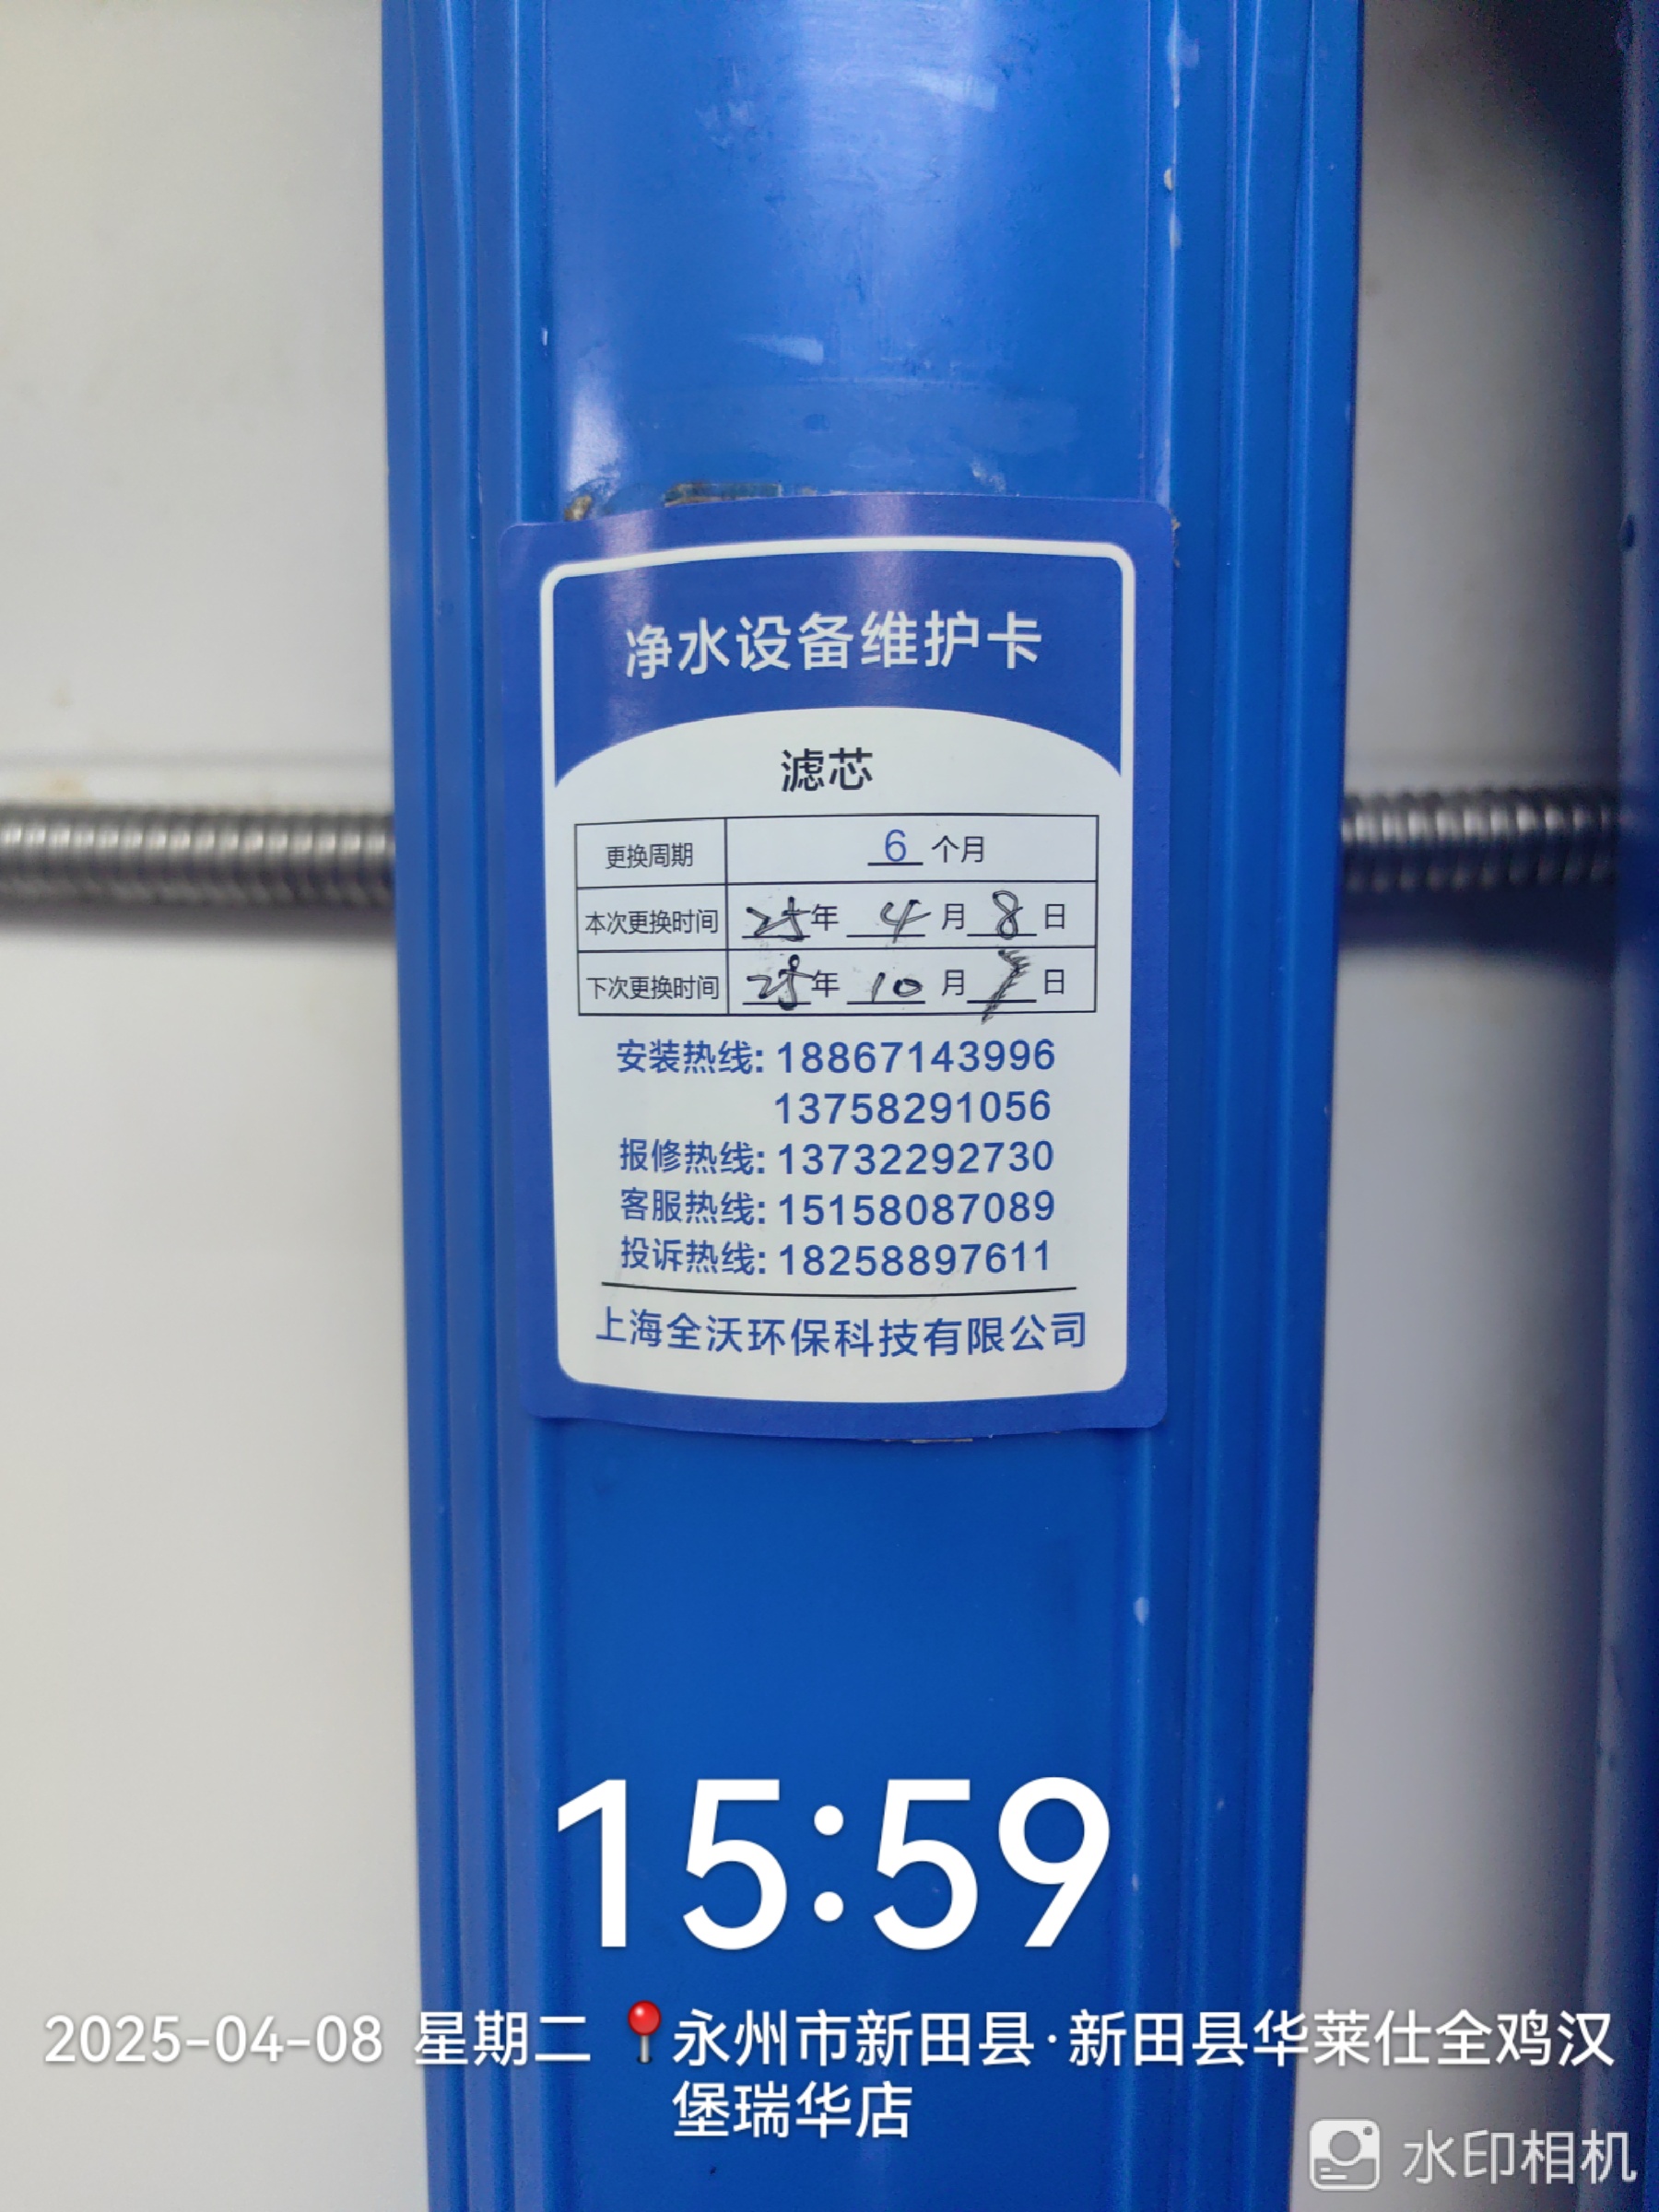 净水设备维护卡
滤芯
更换周期 6 个月
本次更换时间 25年 4月 8日
下次更换时间 25年 10月 7日
安装热线: 18867143996
13758291056
报修热线: 13732292730
客服热线: 15158087089
投诉热线: 18258897611
上海全沃环保科技有限公司
15:59
2025-04-08 星期二 永州市新田县·新田县华莱仕全鸡汉
堡瑞华店
水印相机